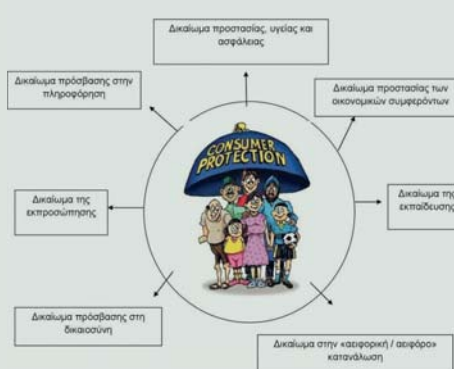 Δικαίωμα προστασίας, υγείας και
ασφάλειας
Δικαίωμα πρόσβασης στην
πληροφόρηση
Δικαίωμα προστασίας των
οικονομικών συμφερόντων
CONSUMER
PROTECTION
Δικαίωμα της
εκπροσώπησης
Δικαίωμα της
εκπαίδευσης
Δικαίωμα πρόσβασης στη
δικαιοσύνη
Δικαίωμα στην «αειφορική / αειφόρο»
κατανάλωση